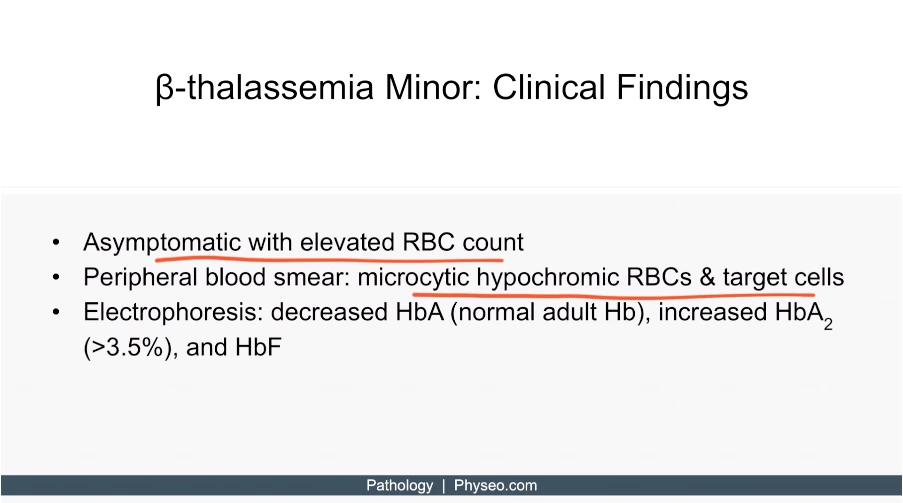 β-thalassemia Minor: Clinical Findings
• Asymptomatic with elevated RBC count
• Peripheral blood smear: microcytic hypochromic RBCs & target cells
• Electrophoresis: decreased HbA (normal adult Hb), increased HbA₂
(>3.5%), and HbF
Pathology | Physeo.com